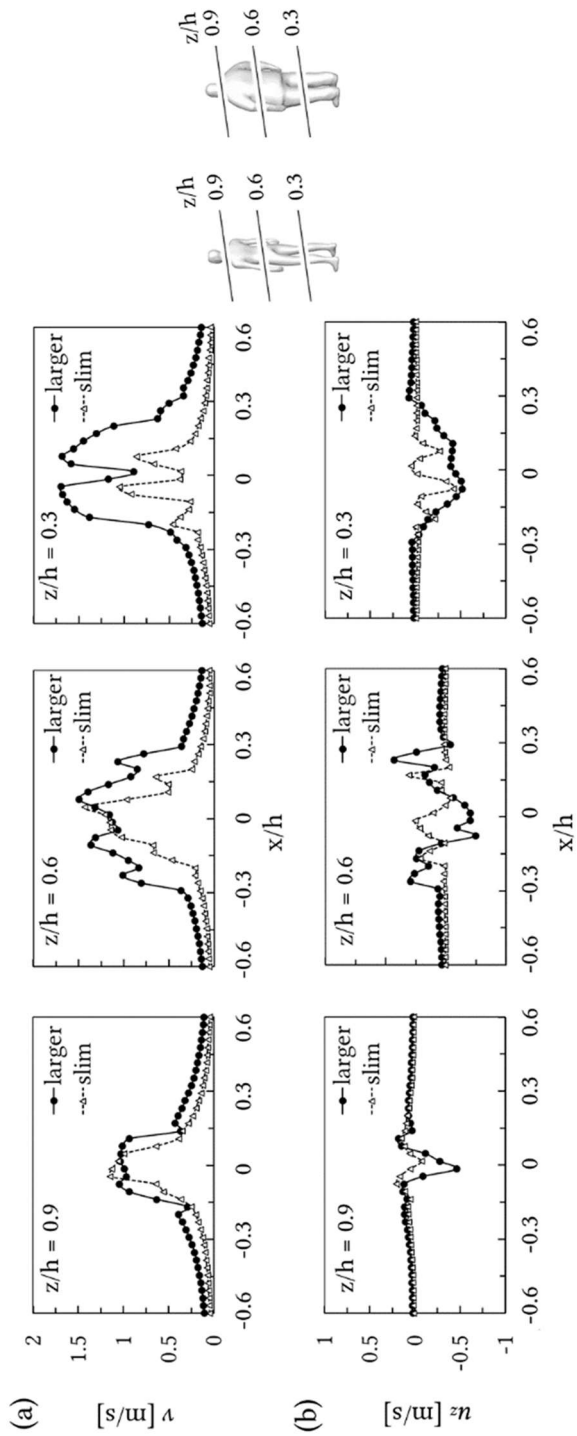 (a)
v [m/s]
2
1.5
1
0.5
0
z/h = 0.9
larger
slim
-0.6 -0.3 0 0.3 0.6
z/h = 0.6
larger
slim
-0.6 -0.3 0 0.3 0.6
x/h
z/h = 0.3
larger
slim
-0.6 -0.3 0 0.3 0.6
(b)
uz [m/s]
1
0.5
0
-0.5
-1
z/h = 0.9
larger
slim
-0.6 -0.3 0 0.3 0.6
z/h = 0.6
larger
slim
-0.6 -0.3 0 0.3 0.6
x/h
z/h = 0.3
larger
slim
-0.6 -0.3 0 0.3 0.6
z/h
0.9
0.6
0.3
z/h
0.9
0.6
0.3